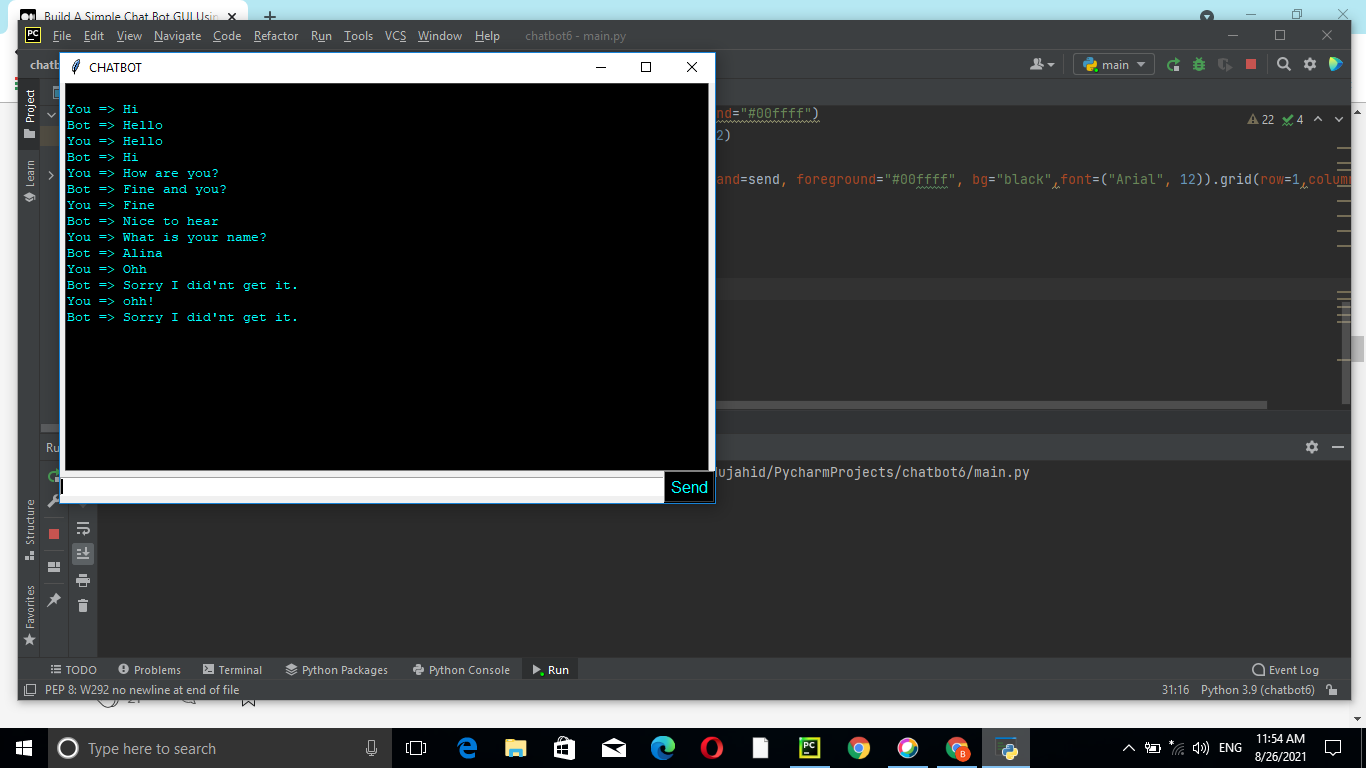 Build A Simple Chat Bot GUI Usin
PC File Edit View Navigate Code Refactor Run Tools VCS Window Help chatbot6 - main.py
chatb
main
CHATBOT
You => Hi
Bot => Hello
You => Hello
Bot => Hi
You => How are you?
Bot => Fine and you?
You => Fine
Bot => Nice to hear
You => What is your name?
Bot => Alina
You => Ohh
Bot => Sorry I did'nt get it.
You => ohh!
Bot => Sorry I did'nt get it.
Send
nd="#00ffff")
22 4
2)
and=send, foreground="#00ffff", bg="black",font=("Arial", 12)).grid(row=1,colum
Project
Learn
Structure
Favorites
Ru
Mujahid/PycharmProjects/chatbot6/main.py
TODO Problems Terminal Python Packages Python Console Run Event Log
PEP 8: W292 no newline at end of file 31:16 Python 3.9 (chatbot6)
Type here to search
PC
B
ENG
11:54 AM
8/26/2021